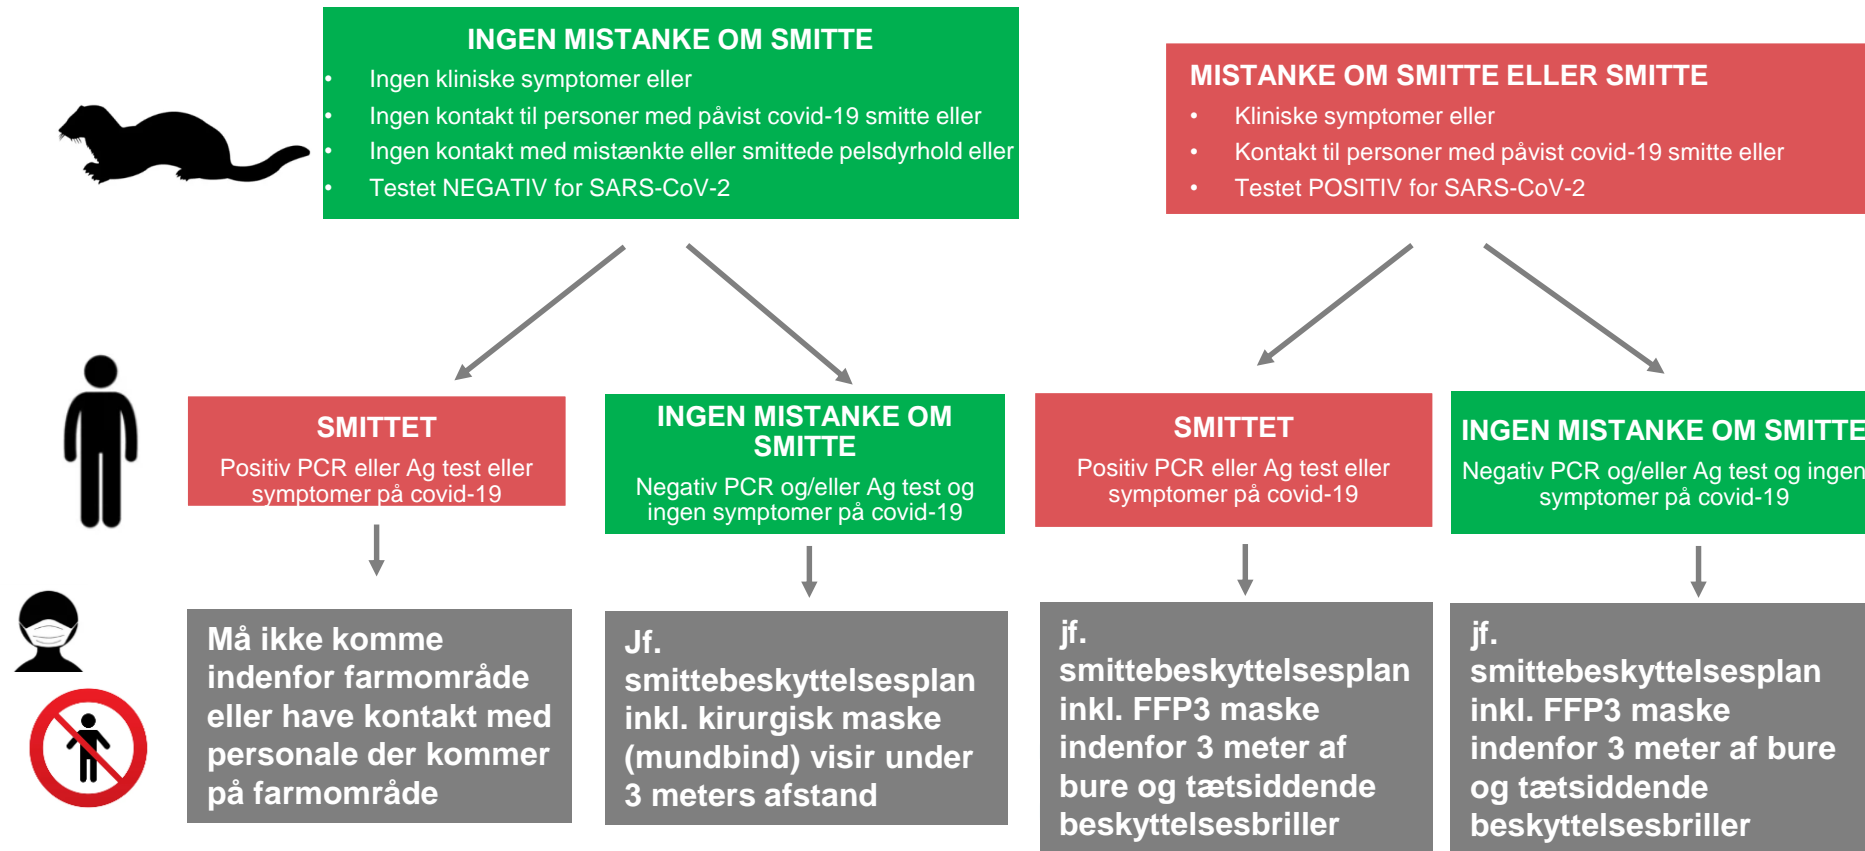 INGEN MISTANKE OM SMITTE
• Ingen kliniske symptomer eller
• Ingen kontakt til personer med påvist covid-19 smitte eller
• Ingen kontakt med mistænkte eller smittede pelsdyrhold eller
• Testet NEGATIV for SARS-CoV-2
MISTANKE OM SMITTE ELLER SMITTE
• Kliniske symptomer eller
• Kontakt til personer med påvist covid-19 smitte eller
• Testet POSITIV for SARS-CoV-2
SMITTET
Positiv PCR eller Ag test eller
symptomer på covid-19
INGEN MISTANKE OM
SMITTE
Negativ PCR og/eller Ag test og
ingen symptomer på covid-19
SMITTET
Positiv PCR eller Ag test eller
symptomer på covid-19
INGEN MISTANKE OM SMITTE
Negativ PCR og/eller Ag test og ingen
symptomer på covid-19
Må ikke komme
indenfor farmområde
eller have kontakt med
personale der kommer
på farmområde
Jf.
smittebeskyttelsesplan
inkl. kirurgisk maske
(mundbind) visir under
3 meters afstand
jf.
smittebeskyttelsesplan
inkl. FFP3 maske
indenfor 3 meter af
bure og tætsiddende
beskyttelsesbriller
jf.
smittebeskyttelsesplan
inkl. FFP3 maske
indenfor 3 meter af bure
og tætsiddende
beskyttelsesbriller